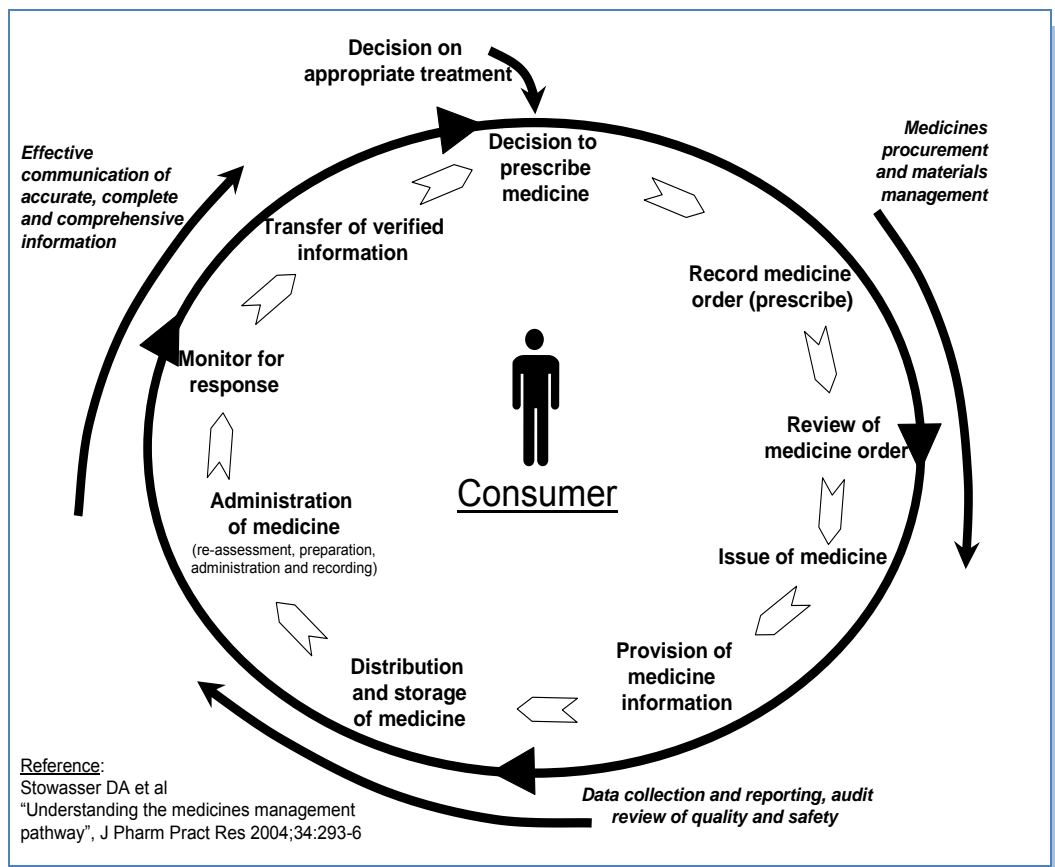 Decision on
appropriate treatment
Effective
communication of
accurate, complete
and comprehensive
information
Medicines
procurement
and materials
management
Decision to
prescribe
medicine
Transfer of verified
information
Record medicine
order (prescribe)
Monitor for
response
Review of
medicine order
Consumer
Administration
of medicine
(re-assessment, preparation,
administration and recording)
Issue of medicine
Provision of
medicine
information
Distribution
and storage
of medicine
Reference:
Stowasser DA et al
“Understanding the medicines management
pathway”, J Pharm Pract Res 2004;34:293-6
Data collection and reporting, audit
review of quality and safety